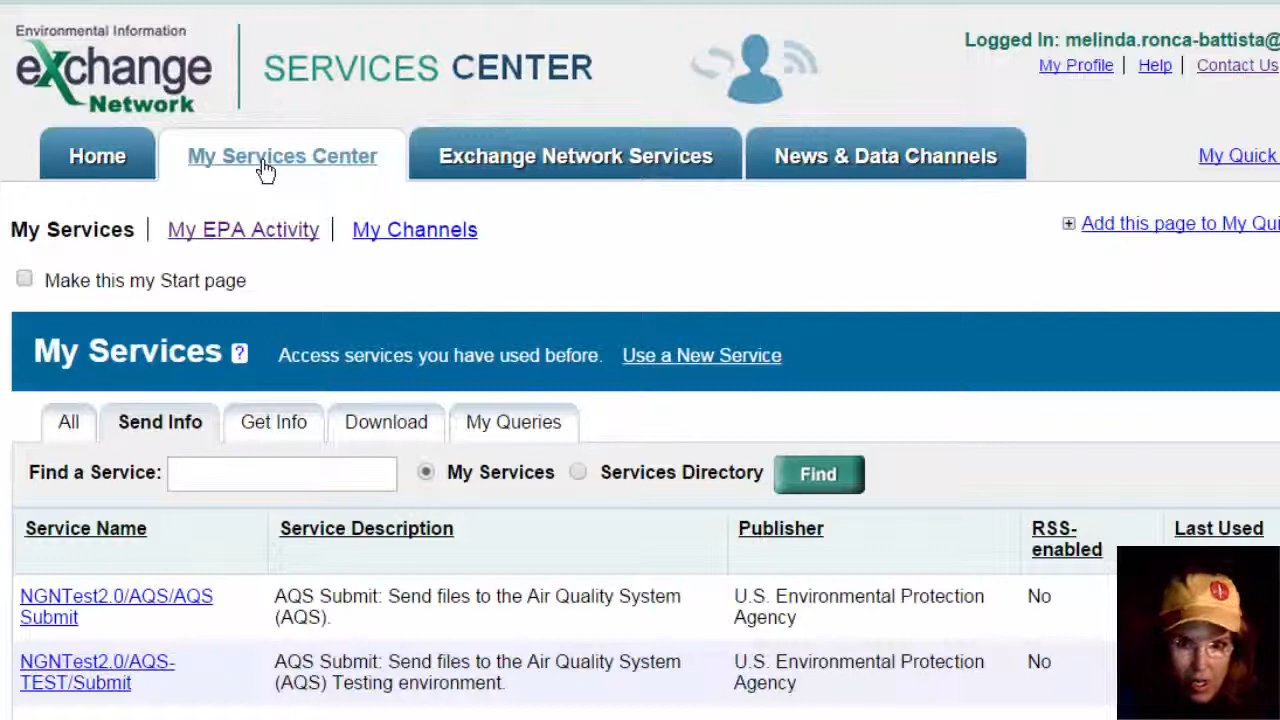 Environmental Information
eXchange
Network
SERVICES CENTER
Logged In: melinda.ronca-battista@
My Profile | Help | Contact Us
Home
My Services Center
Exchange Network Services
News & Data Channels
My Quick
My Services | My EPA Activity | My Channels
Add this page to My Qui
Make this my Start page
My Services ? Access services you have used before. Use a New Service
All
Send Info
Get Info
Download
My Queries
Find a Service:
My Services
Services Directory
Find
Service Name
Service Description
Publisher
RSS-
enabled
Last Used
NGNTest2.0/AQS/AQS
Submit
AQS Submit: Send files to the Air Quality System
(AQS).
U.S. Environmental Protection
Agency
No
NGNTest2.0/AQS-
TEST/Submit
AQS Submit: Send files to the Air Quality System
(AQS) Testing environment.
U.S. Environmental Protection
Agency
No